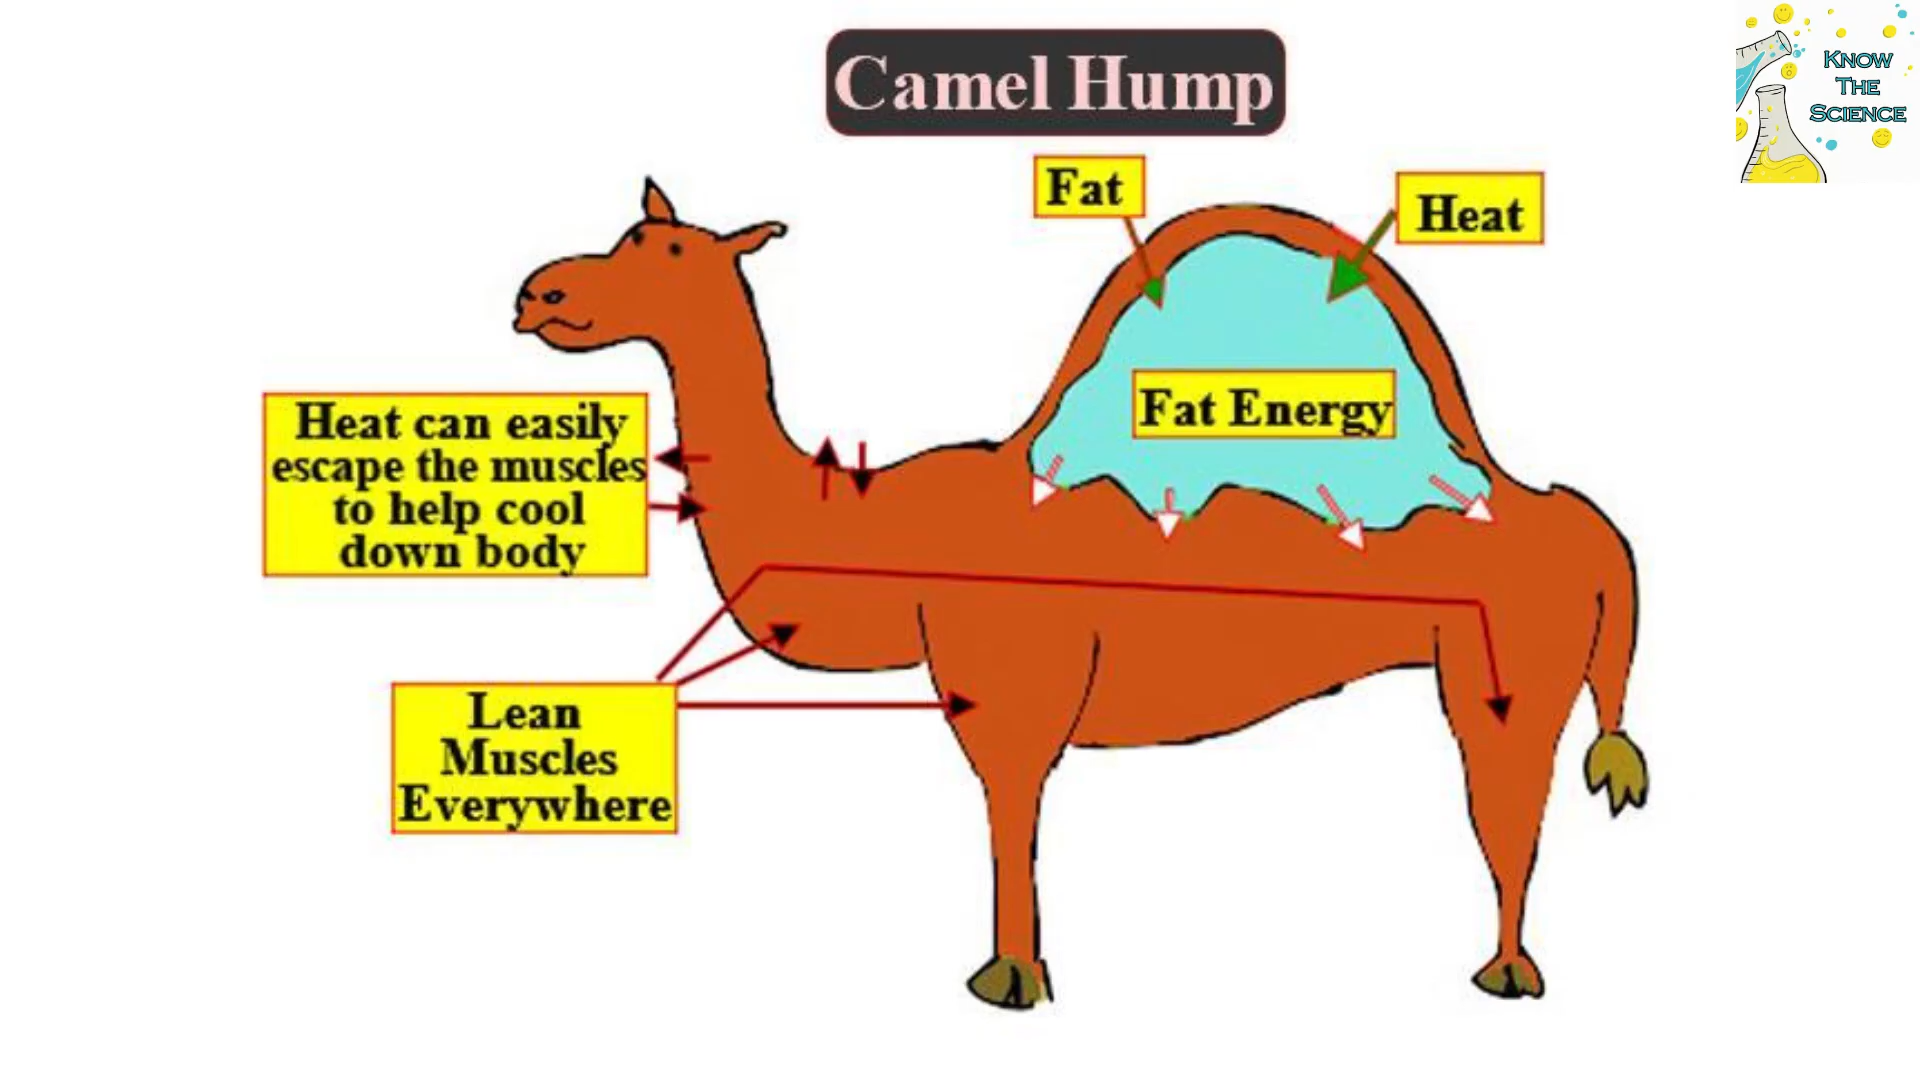 Camel Hump
KNOW
THE
SCIENCE
Fat
Heat
Fat Energy
Heat can easily
escape the muscles
to help cool
down body
Lean
Muscles
Everywhere